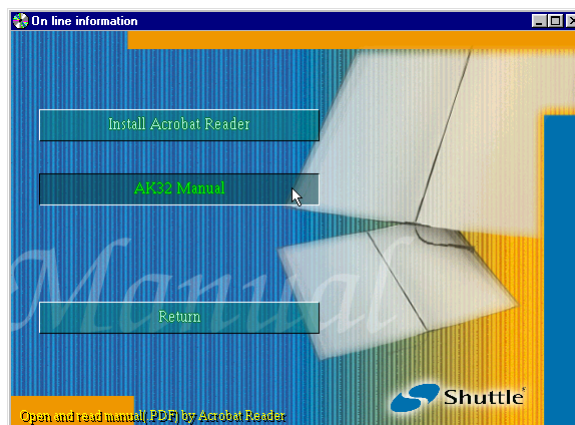 On line information
Install Acrobat Reader
AK32 Manual
Manual
Return
Shuttle®
Open and read manual( PDF) by Acrobat Reader